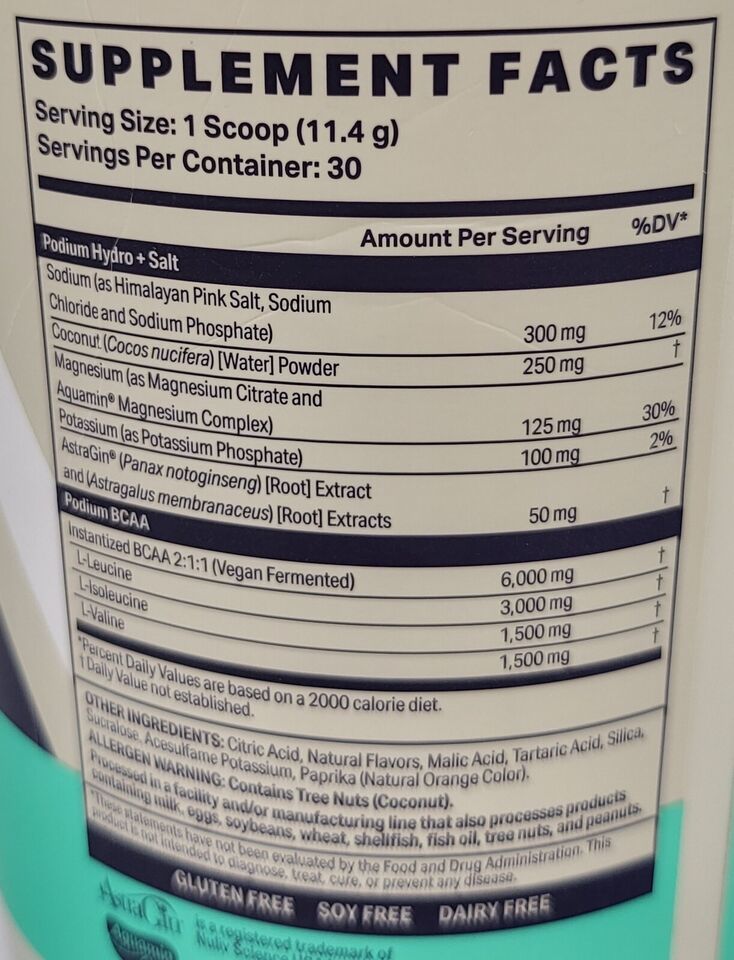 SUPPLEMENT FACTS
Serving Size: 1 Scoop (11.4 g)
Servings Per Container: 30
Amount Per Serving %DV*
Podium Hydro + Salt
Sodium (as Himalayan Pink Salt, Sodium
Chloride and Sodium Phosphate) 300 mg 12%
Coconut (Cocos nucifera) [Water] Powder 250 mg †
Magnesium (as Magnesium Citrate and
Aquamin® Magnesium Complex) 125 mg 30%
Potassium (as Potassium Phosphate) 100 mg 2%
AstraGin® (Panax notoginseng) [Root] Extract
and (Astragalus membranaceus) [Root] Extracts 50 mg †
Podium BCAA
Instantized BCAA 2:1:1 (Vegan Fermented) 6,000 mg †
L-Leucine 3,000 mg †
L-Isoleucine 1,500 mg †
L-Valine 1,500 mg †
*Percent Daily Values are based on a 2000 calorie diet.
† Daily Value not established.
OTHER INGREDIENTS: Citric Acid, Natural Flavors, Malic Acid, Tartaric Acid, Silica,
Sucralose, Acesulfame Potassium, Paprika (Natural Orange Color).
ALLERGEN WARNING: Contains Tree Nuts (Coconut).
Processed in a facility and/or manufacturing line that also processes products
containing milk, eggs, soybeans, wheat, shellfish, fish oil, tree nuts, and peanuts.
*These statements have not been evaluated by the Food and Drug Administration. This
product is not intended to diagnose, treat, cure, or prevent any disease.
GLUTEN FREE SOY FREE DAIRY FREE
AstraGin
is a registered trademark of
Aquamin